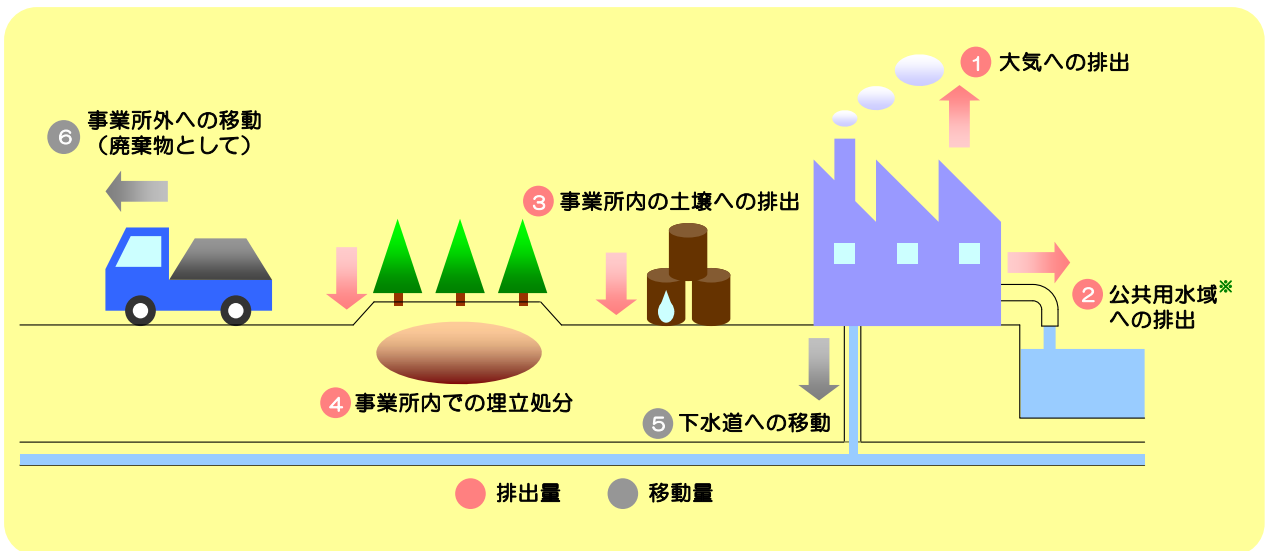 1 大気への排出
6 事業所外への移動
（廃棄物として）
3 事業所内の土壌への排出
2 公共用水域※
への排出
4 事業所内での埋立処分
5 下水道への移動
排出量
移動量